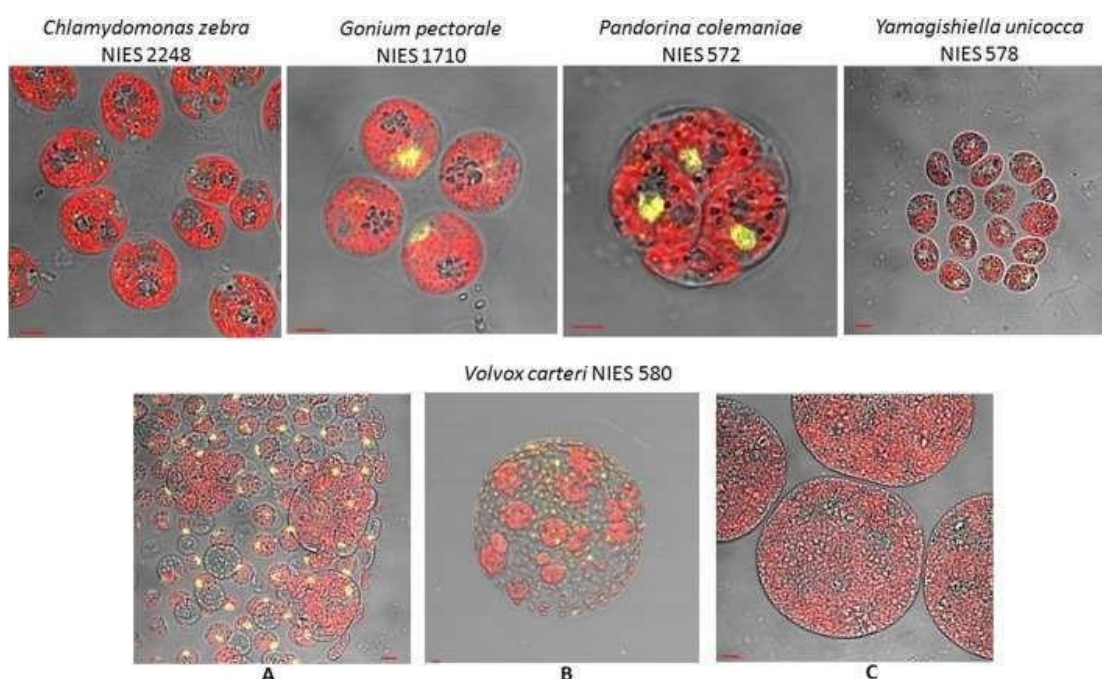 Chlamydomonas zebra
NIES 2248
Gonium pectorale
NIES 1710
Pandorina colemaniae
NIES 572
Yamagishiella unicocca
NIES 578
Volvox carteri NIES 580
A
B
C